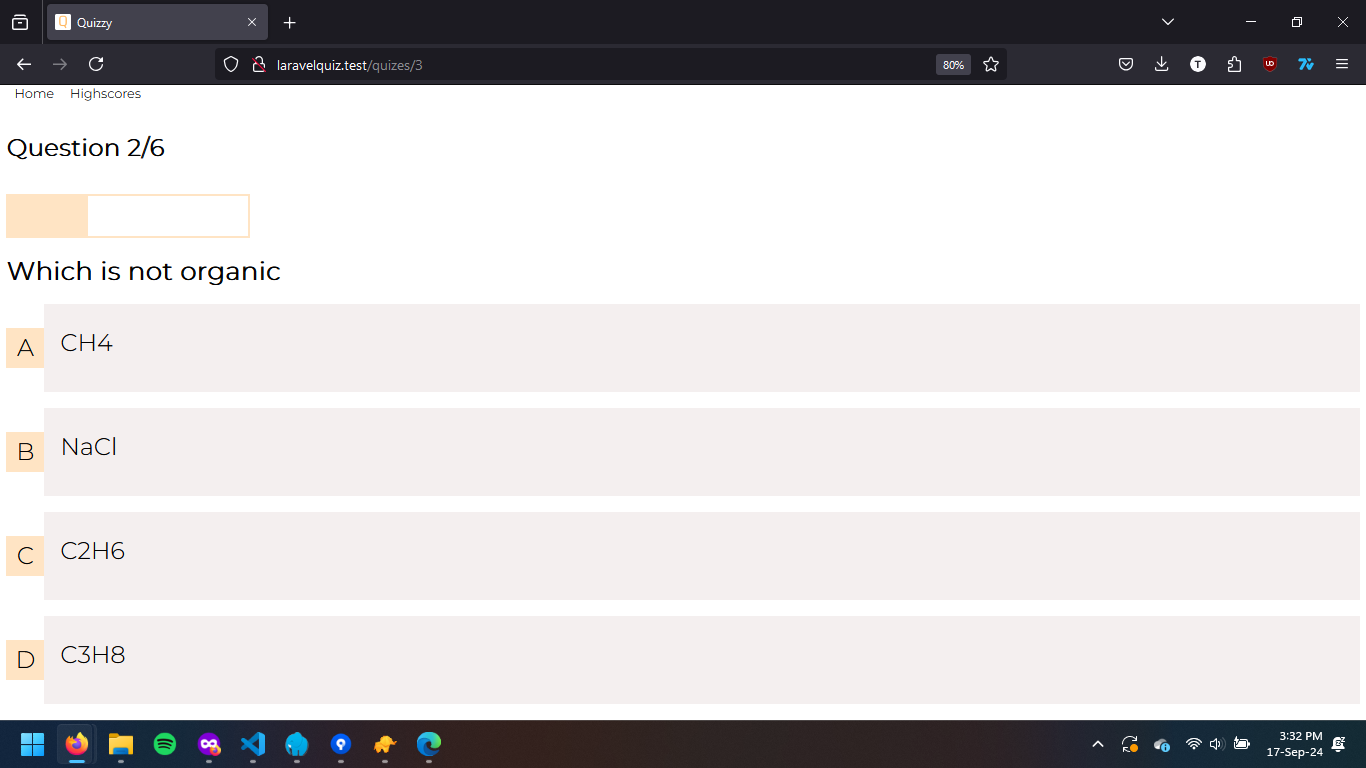 Quizzy
laravelquiz.test/quizes/3
80%
Home Highscores
Question 2/6
Which is not organic
A CH4
B NaCl
C C2H6
D C3H8
3:32 PM
17-Sep-24